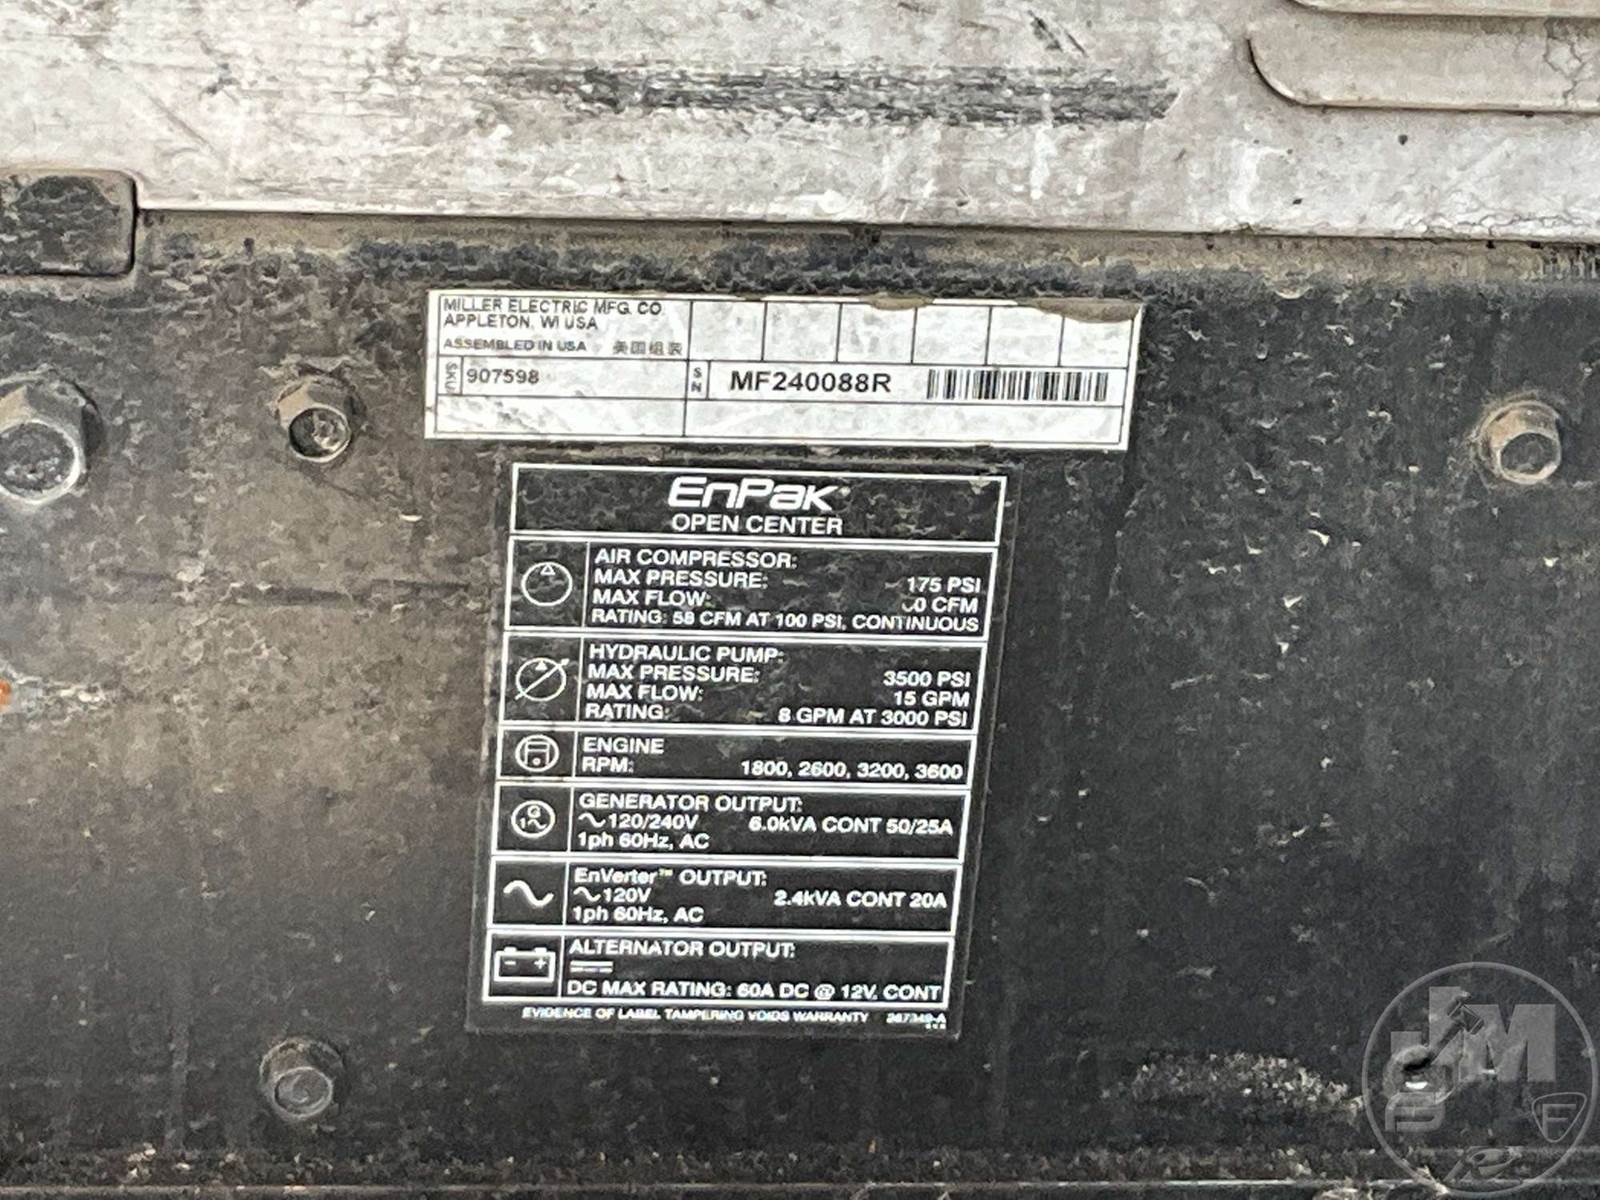 MILLER ELECTRIC MFG. CO.
APPLETON, WI USA
ASSEMBLED IN USA 美国组装
SKU 907598
SN MF240088R
EnPak
OPEN CENTER
AIR COMPRESSOR:
MAX PRESSURE: 175 PSI
MAX FLOW: CFM
RATING: 58 CFM AT 100 PSI, CONTINUOUS
HYDRAULIC PUMP:
MAX PRESSURE: 3500 PSI
MAX FLOW: 15 GPM
RATING: 8 GPM AT 3000 PSI
ENGINE
RPM: 1800, 2600, 3200, 3600
G
1
GENERATOR OUTPUT:
120/240V 6.0kVA CONT 50/25A
1ph 60Hz, AC
EnVerter™ OUTPUT:
120V 2.4kVA CONT 20A
1ph 60Hz, AC
ALTERNATOR OUTPUT:
DC MAX RATING: 60A DC @ 12V, CONT
EVIDENCE OF LABEL TAMPERING VOIDS WARRANTY 267349-A
JM
F